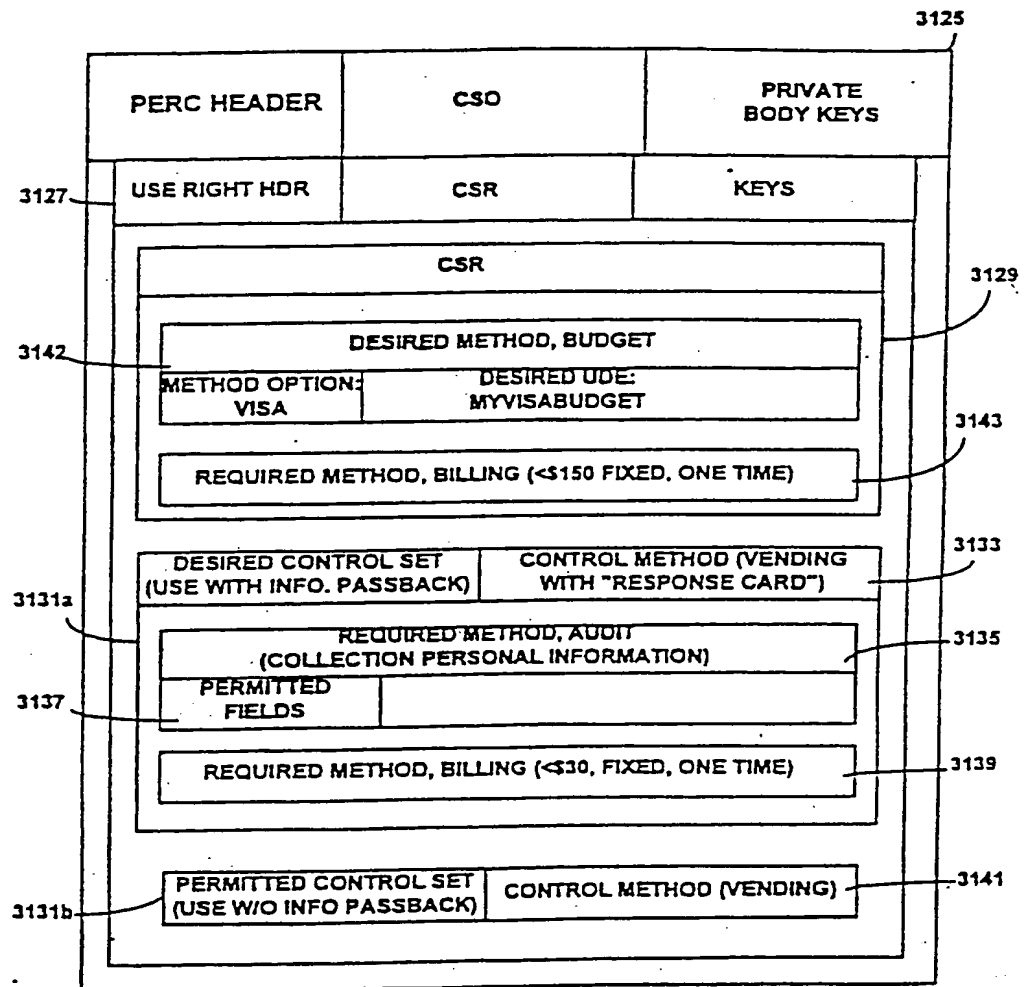 3125
PERC HEADER
CSO
PRIVATE
BODY KEYS
3127
USE RIGHT HDR
CSR
KEYS
CSR
3129
3142
DESIRED METHOD, BUDGET
METHOD OPTION:
VISA
DESIRED UDE:
MYVISABUDGET
3143
REQUIRED METHOD, BILLING (<$150 FIXED, ONE TIME)
DESIRED CONTROL SET
(USE WITH INFO. PASSBACK)
CONTROL METHOD (VENDING
WITH "RESPONSE CARD")
3133
3131a
REQUIRED METHOD, AUDIT
(COLLECTION PERSONAL INFORMATION)
3135
3137
PERMITTED
FIELDS
REQUIRED METHOD, BILLING (<$30, FIXED, ONE TIME)
3139
PERMITTED CONTROL SET
(USE W/O INFO PASSBACK)
CONTROL METHOD (VENDING)
3141
3131b